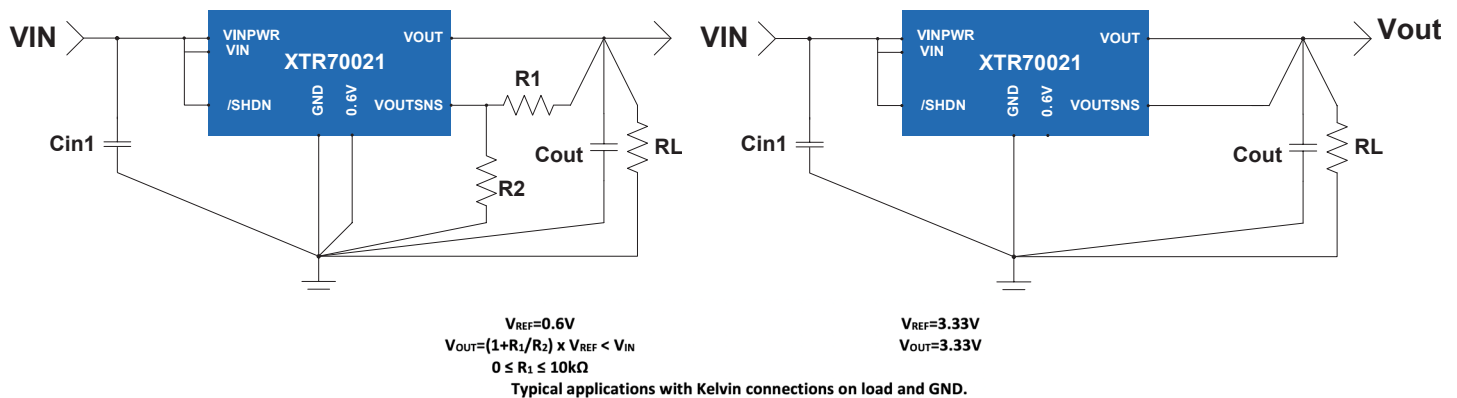 VIN
VINPWR
VIN
VOUT
XTR70021
/SHDN
GND
0.6V
VOUTSNS
R1
Cin1
R2
Cout
RL
VIN
VINPWR
VIN
VOUT
Vout
XTR70021
/SHDN
GND
0.6V
VOUTSNS
Cin1
Cout
RL
VREF=0.6V
VOUT=(1+R1/R2) x VREF < VIN
0 ≤ R1 ≤ 10kΩ
VREF=3.33V
VOUT=3.33V
Typical applications with Kelvin connections on load and GND.